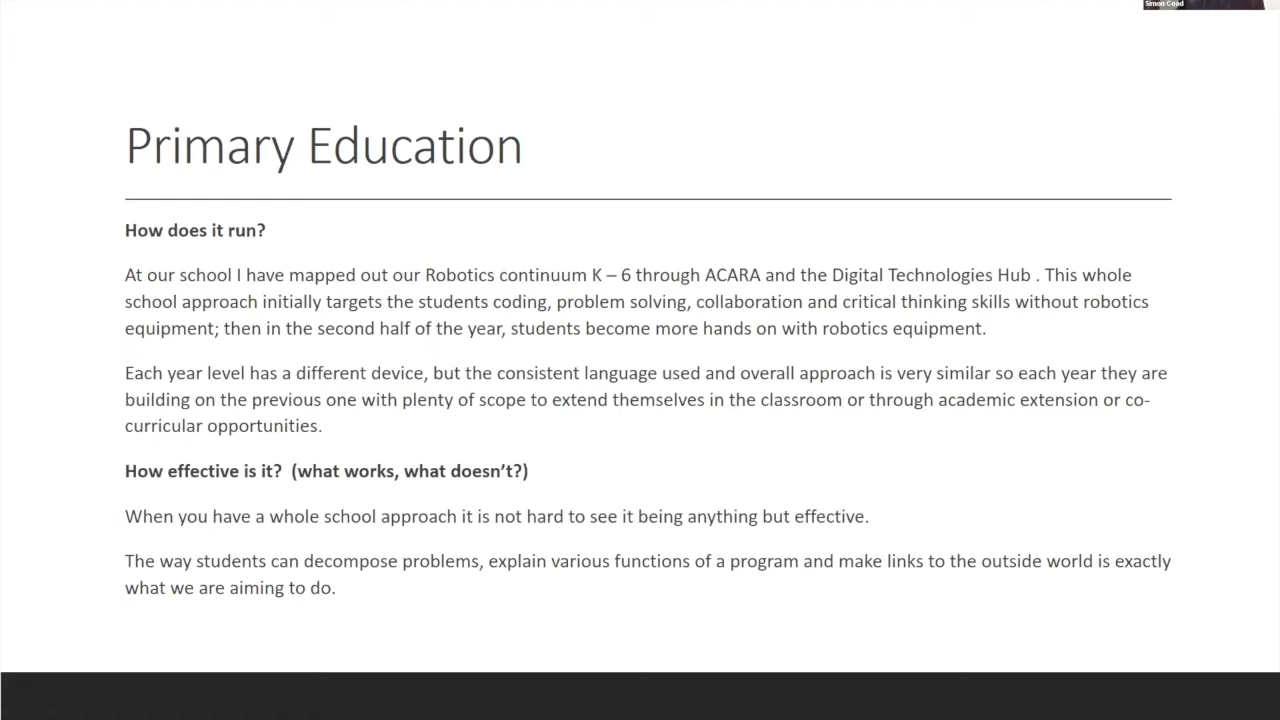 Simon Coad
Primary Education
How does it run?
At our school I have mapped out our Robotics continuum K – 6 through ACARA and the Digital Technologies Hub . This whole
school approach initially targets the students coding, problem solving, collaboration and critical thinking skills without robotics
equipment; then in the second half of the year, students become more hands on with robotics equipment.
Each year level has a different device, but the consistent language used and overall approach is very similar so each year they are
building on the previous one with plenty of scope to extend themselves in the classroom or through academic extension or co-
curricular opportunities.
How effective is it?  (what works, what doesn’t?)
When you have a whole school approach it is not hard to see it being anything but effective.
The way students can decompose problems, explain various functions of a program and make links to the outside world is exactly
what we are aiming to do.